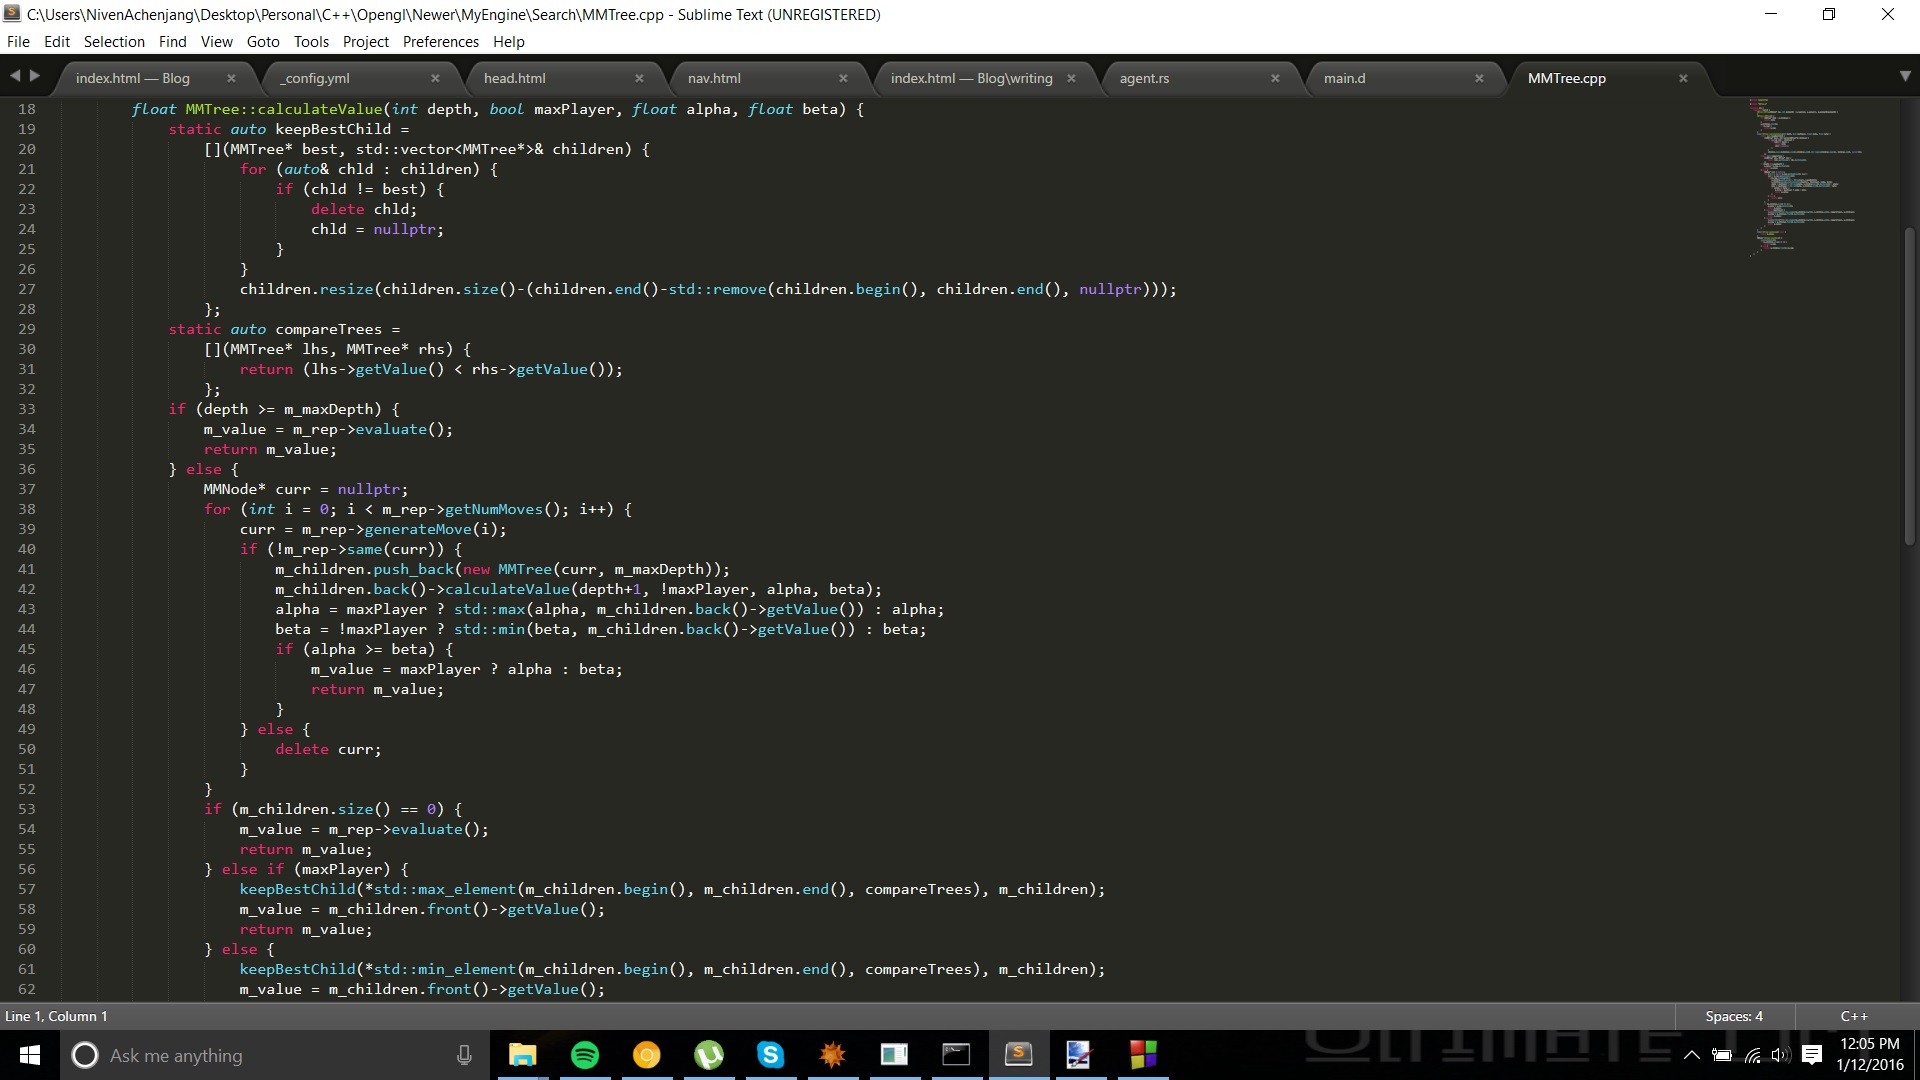 C:\Users\NivenAchenjang\Desktop\Personal\C++\Opengl\Newer\MyEngine\Search\MMTree.cpp - Sublime Text (UNREGISTERED)
File Edit Selection Find View Goto Tools Project Preferences Help
index.html — Blog × _config.yml × head.html × nav.html × index.html — Blog\writing × agent.rs × main.d × MMTree.cpp ×
18 float MMTree::calculateValue(int depth, bool maxPlayer, float alpha, float beta) {
19 static auto keepBestChild =
20 [](MMTree* best, std::vector<MMTree*>& children) {
21 for (auto& chld : children) {
22 if (chld != best) {
23 delete chld;
24 chld = nullptr;
25 }
26 }
27 children.resize(children.size()-(children.end()-std::remove(children.begin(), children.end(), nullptr)));
28 };
29 static auto compareTrees =
30 [](MMTree* lhs, MMTree* rhs) {
31 return (lhs->getValue() < rhs->getValue());
32 };
33 if (depth >= m_maxDepth) {
34 m_value = m_rep->evaluate();
35 return m_value;
36 } else {
37 MMNode* curr = nullptr;
38 for (int i = 0; i < m_rep->getNumMoves(); i++) {
39 curr = m_rep->generateMove(i);
40 if (!m_rep->same(curr)) {
41 m_children.push_back(new MMTree(curr, m_maxDepth));
42 m_children.back()->calculateValue(depth+1, !maxPlayer, alpha, beta);
43 alpha = maxPlayer ? std::max(alpha, m_children.back()->getValue()) : alpha;
44 beta = !maxPlayer ? std::min(beta, m_children.back()->getValue()) : beta;
45 if (alpha >= beta) {
46 m_value = maxPlayer ? alpha : beta;
47 return m_value;
48 }
49 } else {
50 delete curr;
51 }
52 }
53 if (m_children.size() == 0) {
54 m_value = m_rep->evaluate();
55 return m_value;
56 } else if (maxPlayer) {
57 keepBestChild(*std::max_element(m_children.begin(), m_children.end(), compareTrees), m_children);
58 m_value = m_children.front()->getValue();
59 return m_value;
60 } else {
61 keepBestChild(*std::min_element(m_children.begin(), m_children.end(), compareTrees), m_children);
62 m_value = m_children.front()->getValue();
Line 1, Column 1 Spaces: 4 C++
Ask me anything
12:05 PM
1/12/2016